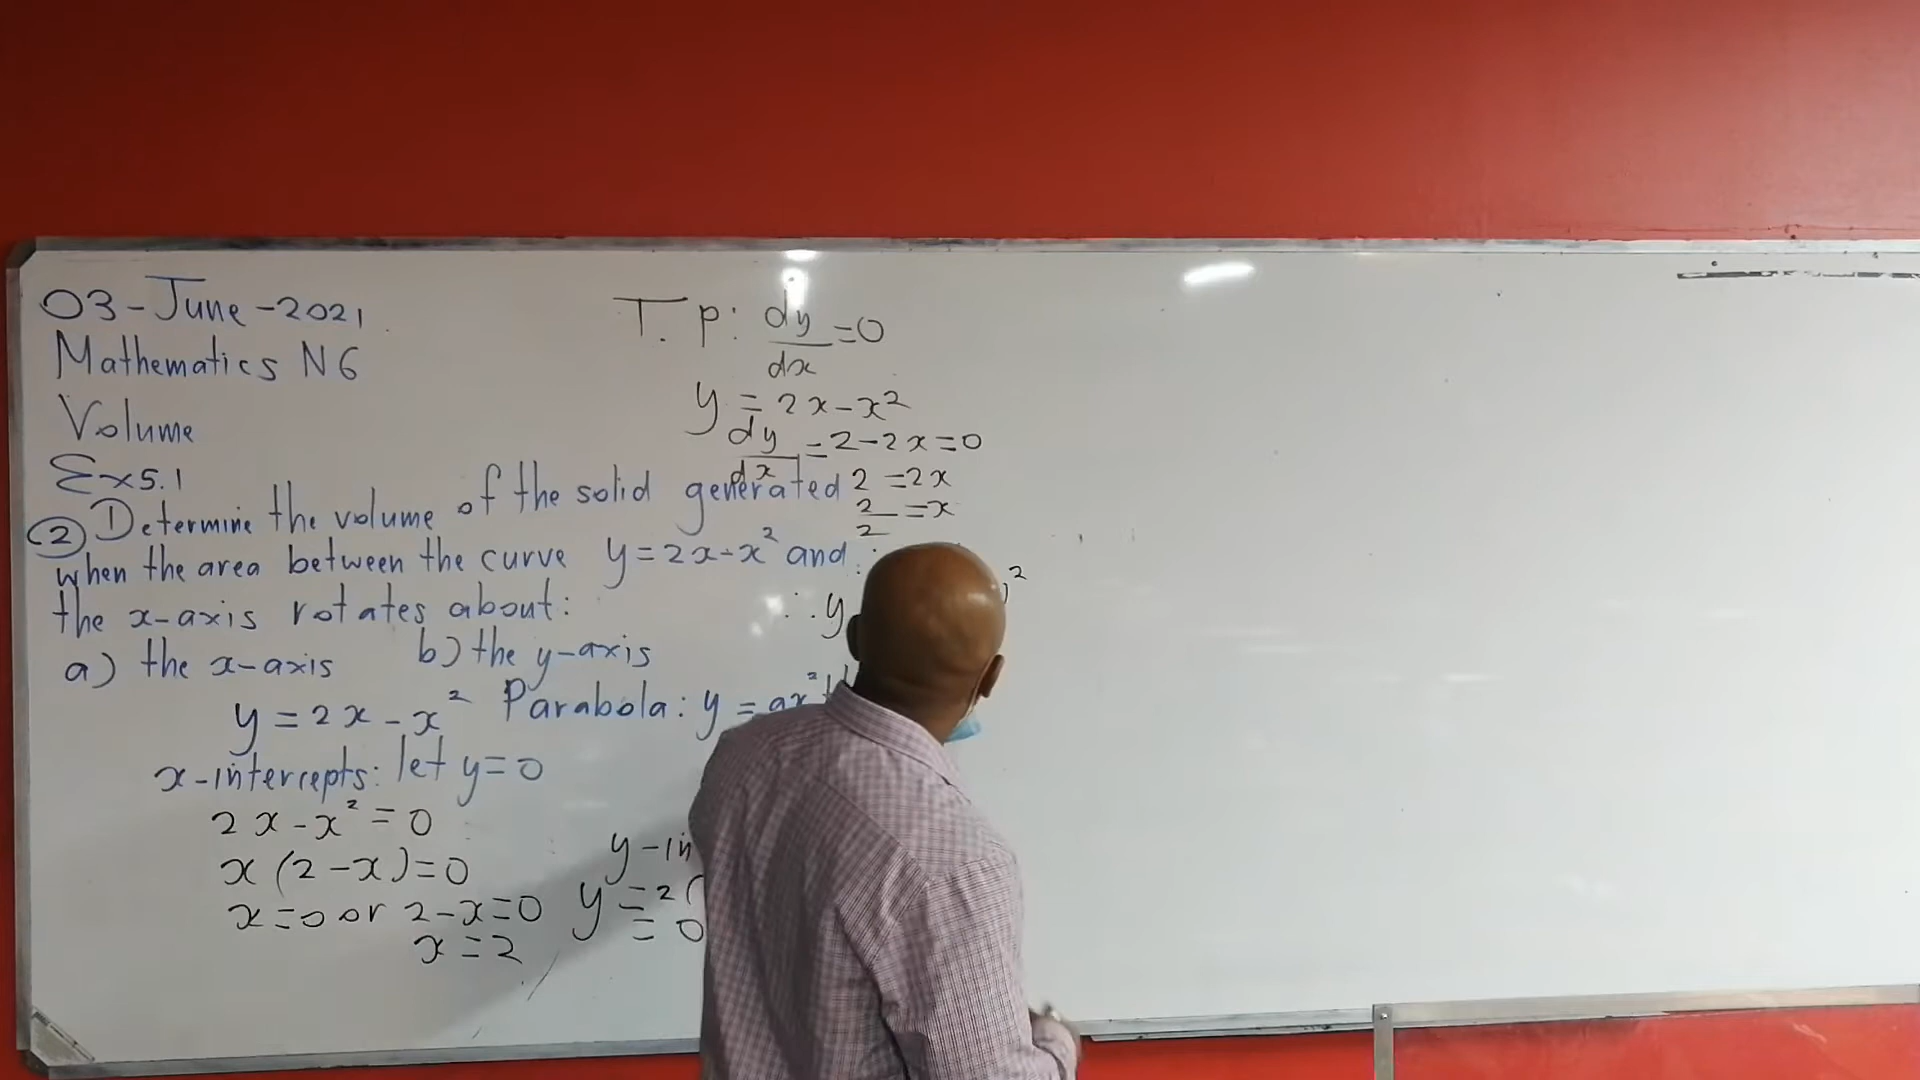 03-June-2021
Mathematics N6
Volume
Ex5.1
(2) Determine the volume of the solid generated
when the area between the curve y = 2x - x² and
the x-axis rotates about:
a) the x-axis b) the y-axis
y = 2x - x² Parabola: y = ax² +
x-intercepts: let y = 0
2x - x² = 0
x(2 - x) = 0
x = 0 or 2 - x = 0
x = 2
y-in
y = 2(
= 0
T.p: dy/dx = 0
y = 2x - x²
dy/dx = 2 - 2x = 0
2 = 2x
2/2 = x
∴ y )²